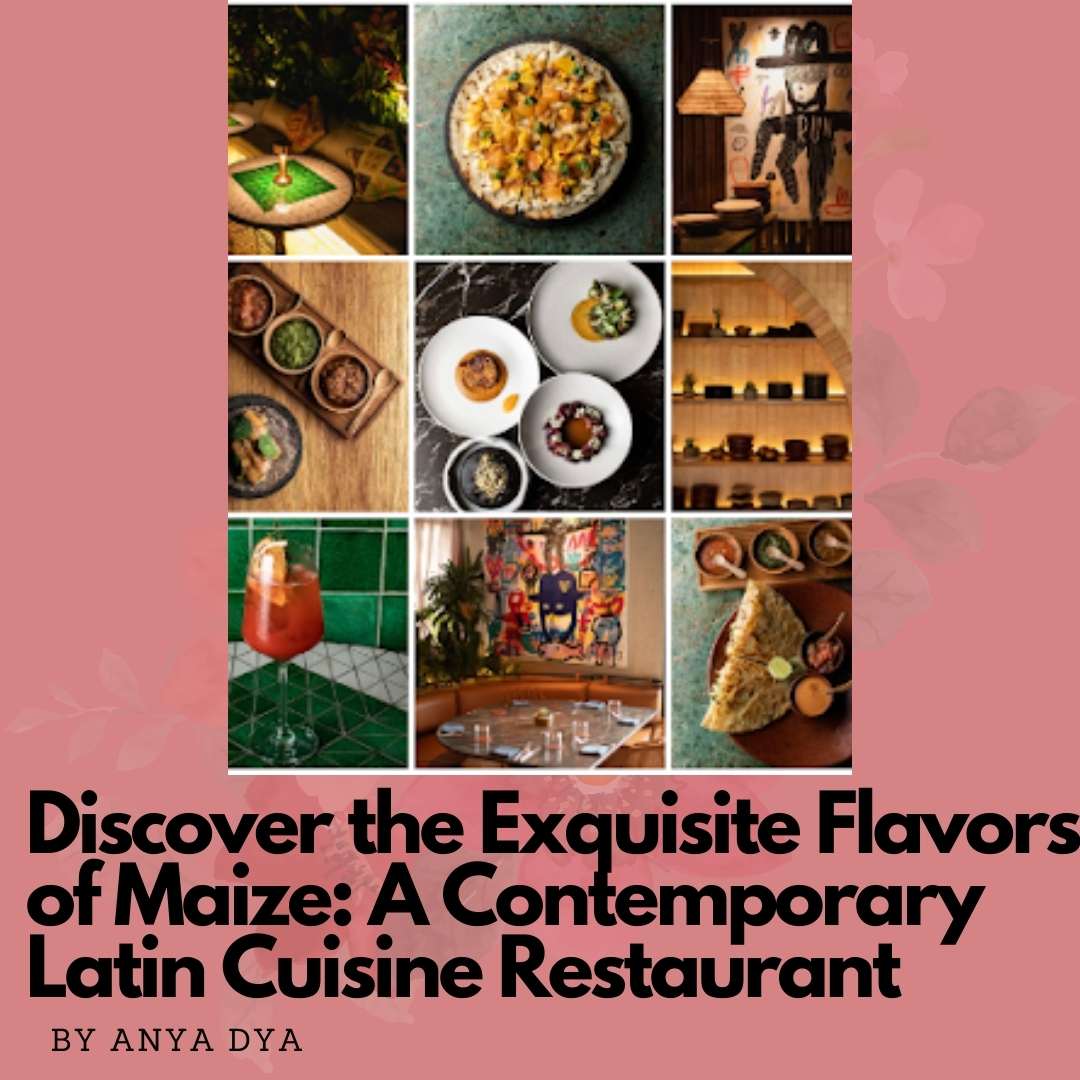 Discover the Exquisite Flavors
of Maize: A Contemporary
Latin Cuisine Restaurant
BY ANYA DYA